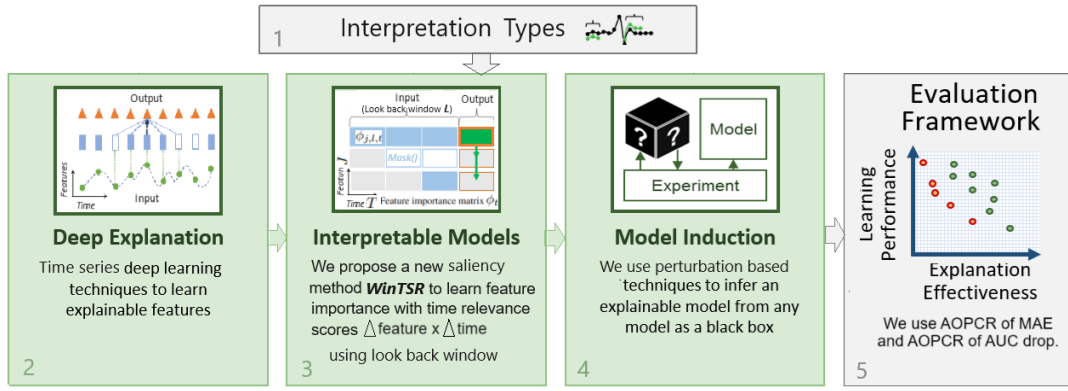 1
Interpretation Types
Output
Features
Time
Input
Deep Explanation
Time series deep learning
techniques to learn
explainable features
2
Input
(Look back window L)
Output
ϕj,l,t
Mask()
Featurn J
Time T Feature importance matrix ϕt
Interpretable Models
We propose a new saliency
method WinTSR to learn feature
importance with time relevance
scores △ feature x △ time
using look back window
3
? ?
Model
Experiment
Model Induction
We use perturbation based
techniques to infer an
explainable model from any
model as a black box
4
Evaluation
Framework
Learning
Performance
Explanation
Effectiveness
We use AOPCR of MAE
and AOPCR of AUC drop.
5